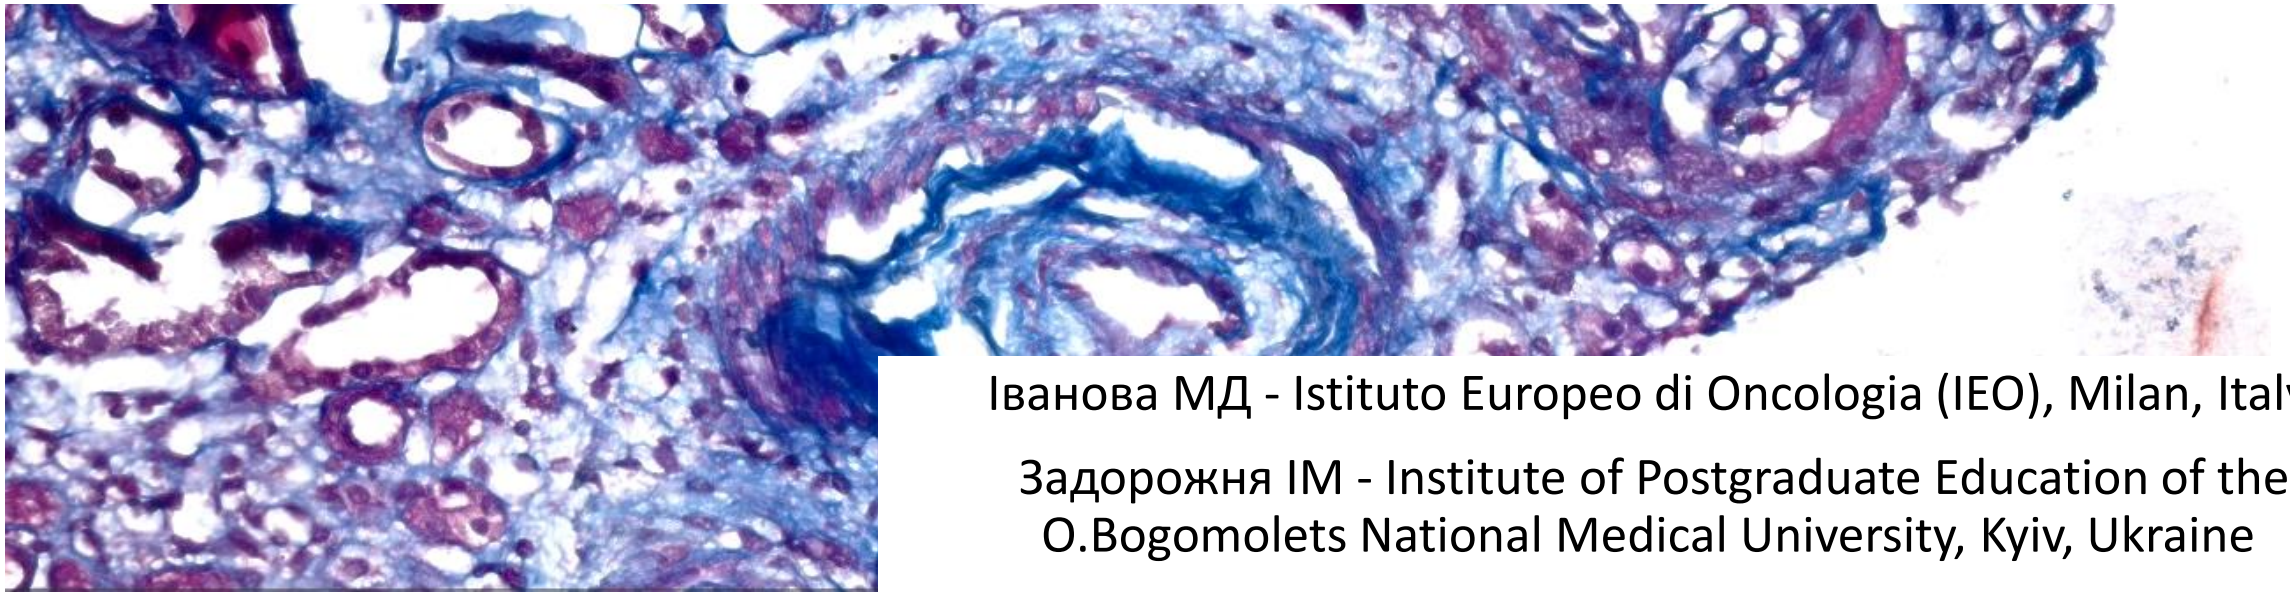 Іванова МД - Istituto Europeo di Oncologia (IEO), Milan, Italy
Задорожня ІМ - Institute of Postgraduate Education of the
O.Bogomolets National Medical University, Kyiv, Ukraine